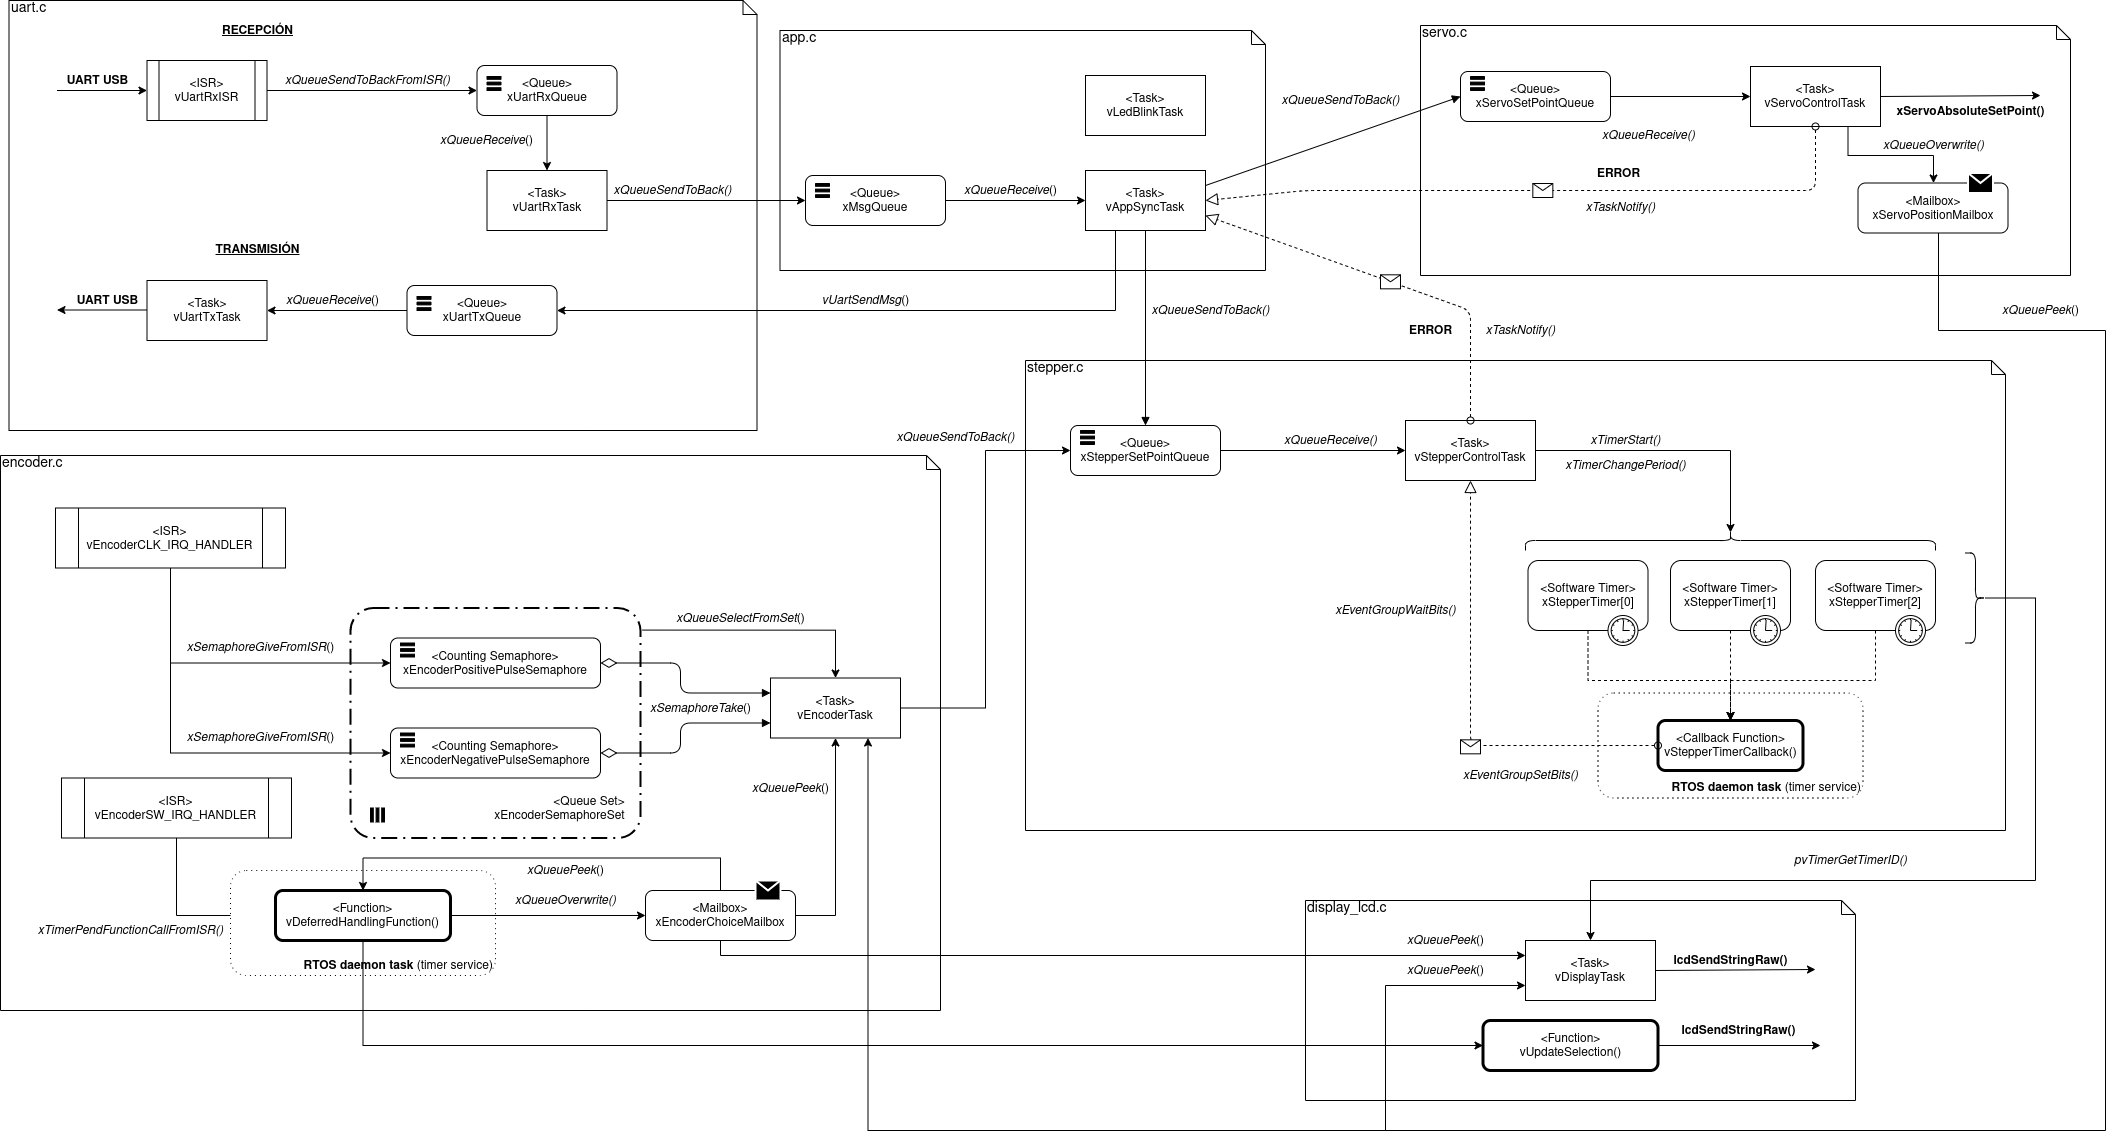 uart.c
RECEPCIÓN
UART USB
<ISR>
vUartRxISR
xQueueSendToBackFromISR()
<Queue>
xUartRxQueue
xQueueReceive()
<Task>
vUartRxTask
xQueueSendToBack()
TRANSMISIÓN
UART USB
<Task>
vUartTxTask
xQueueReceive()
<Queue>
xUartTxQueue
vUartSendMsg()
app.c
<Task>
vLedBlinkTask
<Queue>
xMsgQueue
xQueueReceive()
<Task>
vAppSyncTask
xQueueSendToBack()
xQueueSendToBack()
servo.c
<Queue>
xServoSetPointQueue
xQueueReceive()
<Task>
vServoControlTask
xServoAbsoluteSetPoint()
xQueueOverwrite()
ERROR
xTaskNotify()
<Mailbox>
xServoPositionMailbox
xQueuePeek()
ERROR
xTaskNotify()
stepper.c
xQueueSendToBack()
<Queue>
xStepperSetPointQueue
xQueueReceive()
<Task>
vStepperControlTask
xTimerStart()
xTimerChangePeriod()
<Software Timer>
xStepperTimer[0]
<Software Timer>
xStepperTimer[1]
<Software Timer>
xStepperTimer[2]
xEventGroupWaitBits()
<Callback Function>
vStepperTimerCallback()
xEventGroupSetBits()
RTOS daemon task (timer service)
encoder.c
<ISR>
vEncoderCLK_IRQ_HANDLER
xSemaphoreGiveFromISR()
<Counting Semaphore>
xEncoderPositivePulseSemaphore
xQueueSelectFromSet()
<Task>
vEncoderTask
xSemaphoreTake()
xSemaphoreGiveFromISR()
<Counting Semaphore>
xEncoderNegativePulseSemaphore
<Queue Set>
xEncoderSemaphoreSet
xQueuePeek()
<ISR>
vEncoderSW_IRQ_HANDLER
xTimerPendFunctionCallFromISR()
xQueuePeek()
<Function>
vDeferredHandlingFunction()
xQueueOverwrite()
<Mailbox>
xEncoderChoiceMailbox
RTOS daemon task (timer service)
pvTimerGetTimerID()
display_lcd.c
xQueuePeek()
xQueuePeek()
<Task>
vDisplayTask
lcdSendStringRaw()
<Function>
vUpdateSelection()
lcdSendStringRaw()